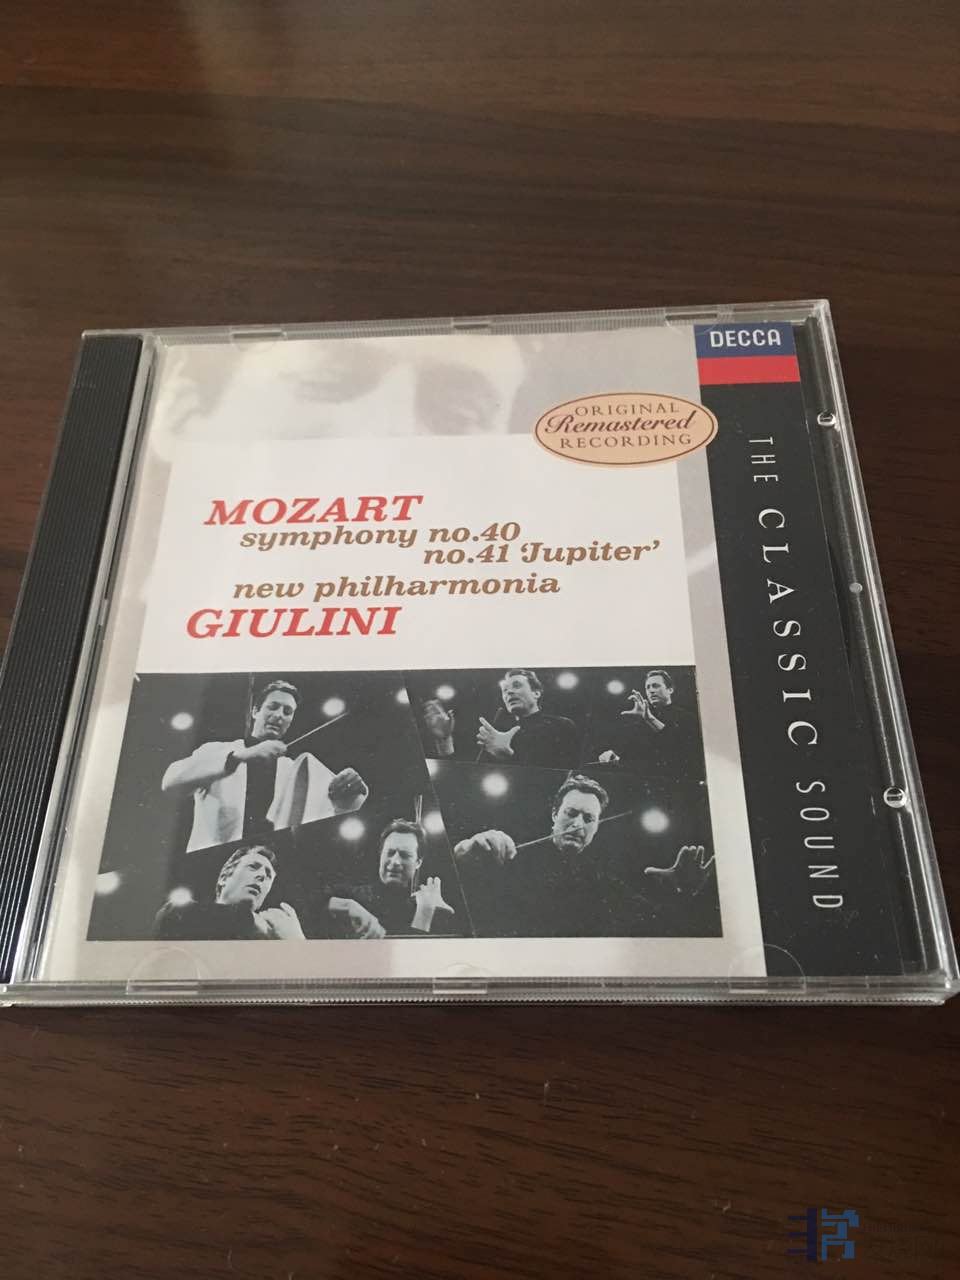 DECCA
ORIGINAL
Remastered
RECORDING
MOZART
symphony no.40
no.41 ‘Jupiter’
new philharmonia
GIULINI
THE CLASSIC SOUND